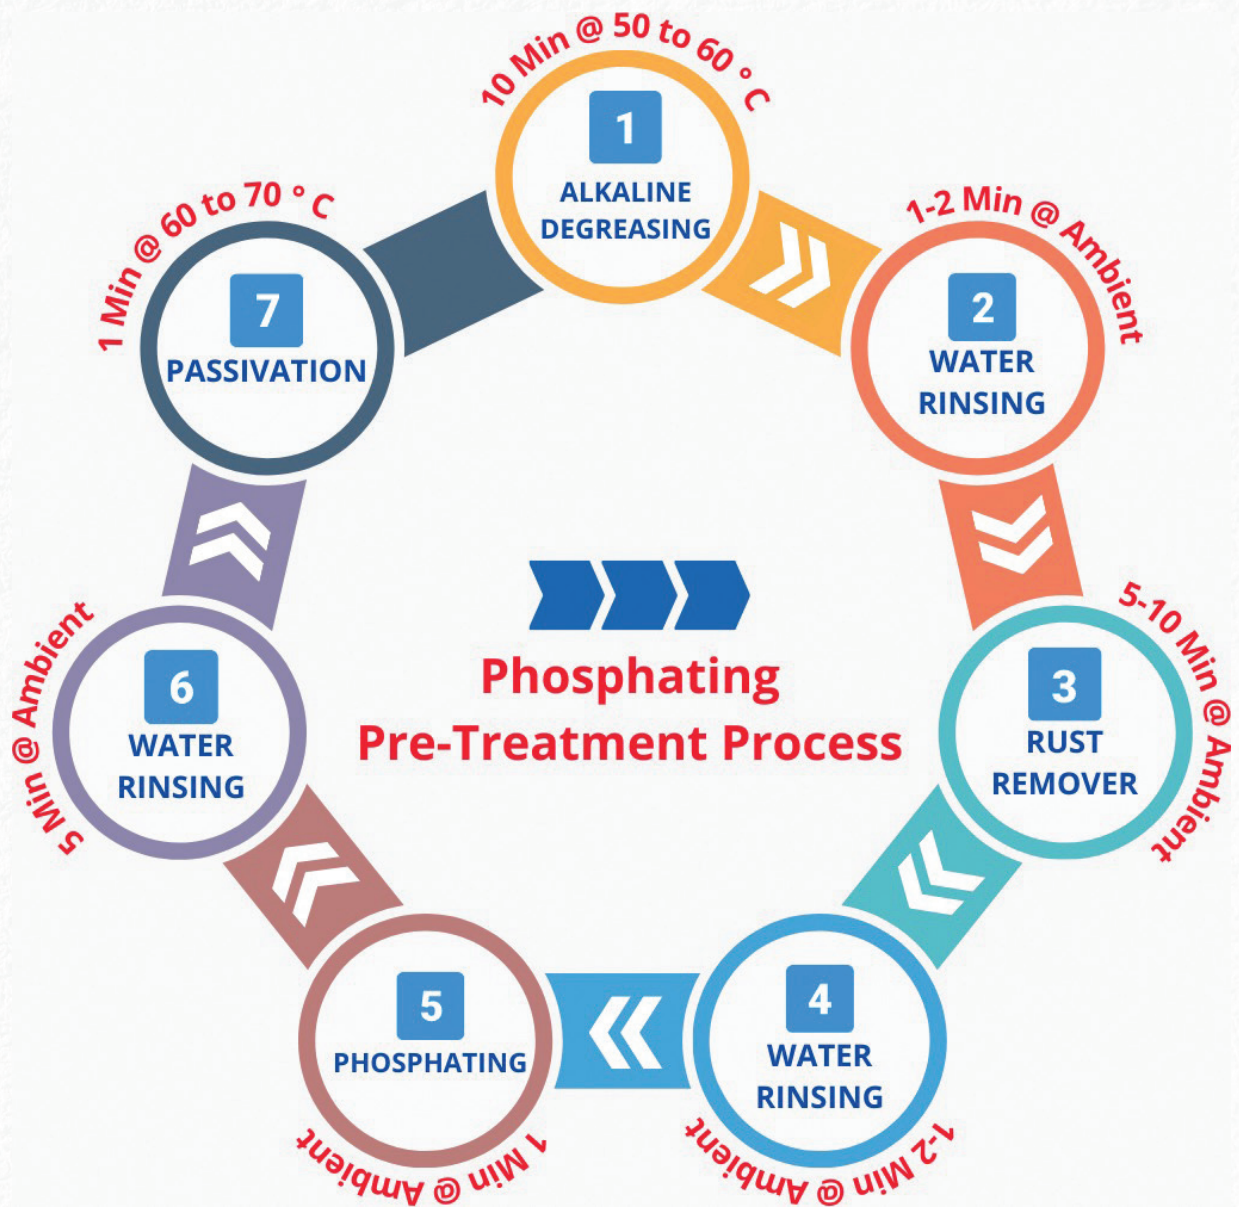 10 Min @ 50 to 60 ° C
1
ALKALINE
DEGREASING
1-2 Min @ Ambient
2
WATER
RINSING
5-10 Min @ Ambient
3
RUST
REMOVER
1-2 Min @ Ambient
4
WATER
RINSING
1 Min @ Ambient
5
PHOSPHATING
5 Min @ Ambient
6
WATER
RINSING
1 Min @ 60 to 70 ° C
7
PASSIVATION
Phosphating
Pre-Treatment Process